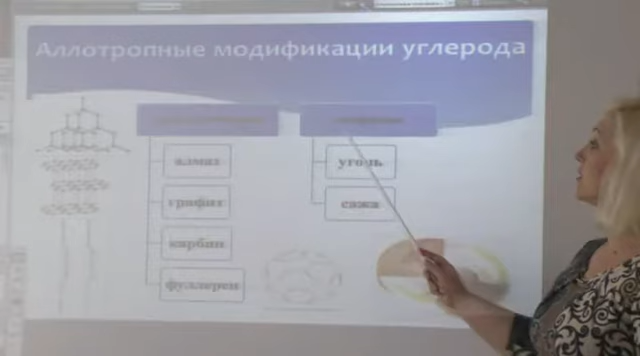 Аллотропные модификации углерода
алмаз
графит
карбин
фуллерен
уголь
сажа